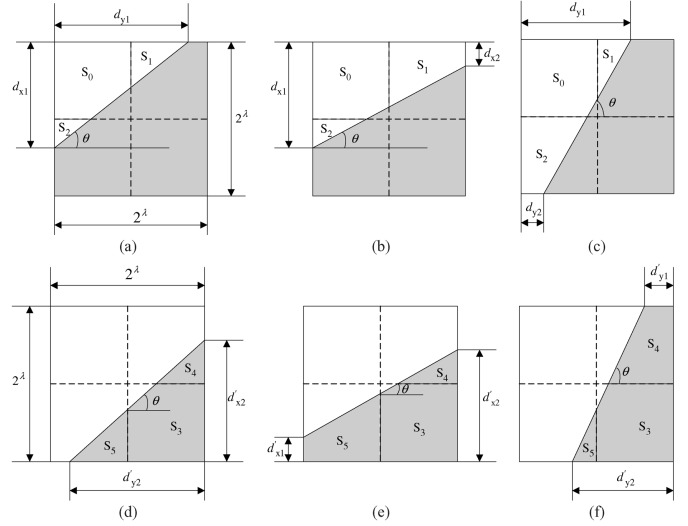 d_y1
d_x1
S_0
S_1
S_2
θ
2^λ
2^λ
(a)
d_x1
S_0
S_1
S_2
θ
d_x2
(b)
d_y1
S_0
S_1
S_2
θ
d_y2
(c)
2^λ
2^λ
S_4
θ
S_3
S_5
d'_x2
d'_y2
(d)
S_4
θ
S_3
S_5
d'_x1
d'_x2
(e)
d'_y1
S_4
θ
S_3
S_5
d'_y2
(f)